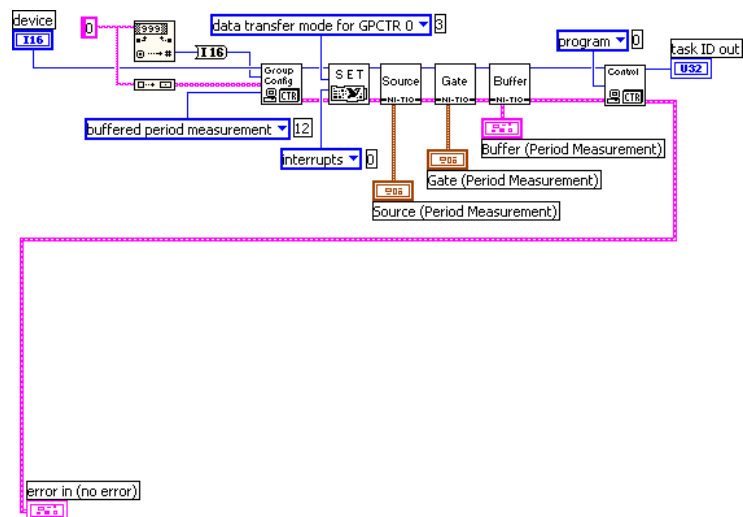 device
I16
0
999
#
I16
Group
Config
CTR
data transfer mode for GPCTR 0 3
SET
Source
NI-TIO
Gate
NI-TIO
Buffer
NI-TIO
program 0
Control
CTR
task ID out
U32
buffered period measurement 12
interrupts 0
Buffer (Period Measurement)
Gate (Period Measurement)
Source (Period Measurement)
error in (no error)